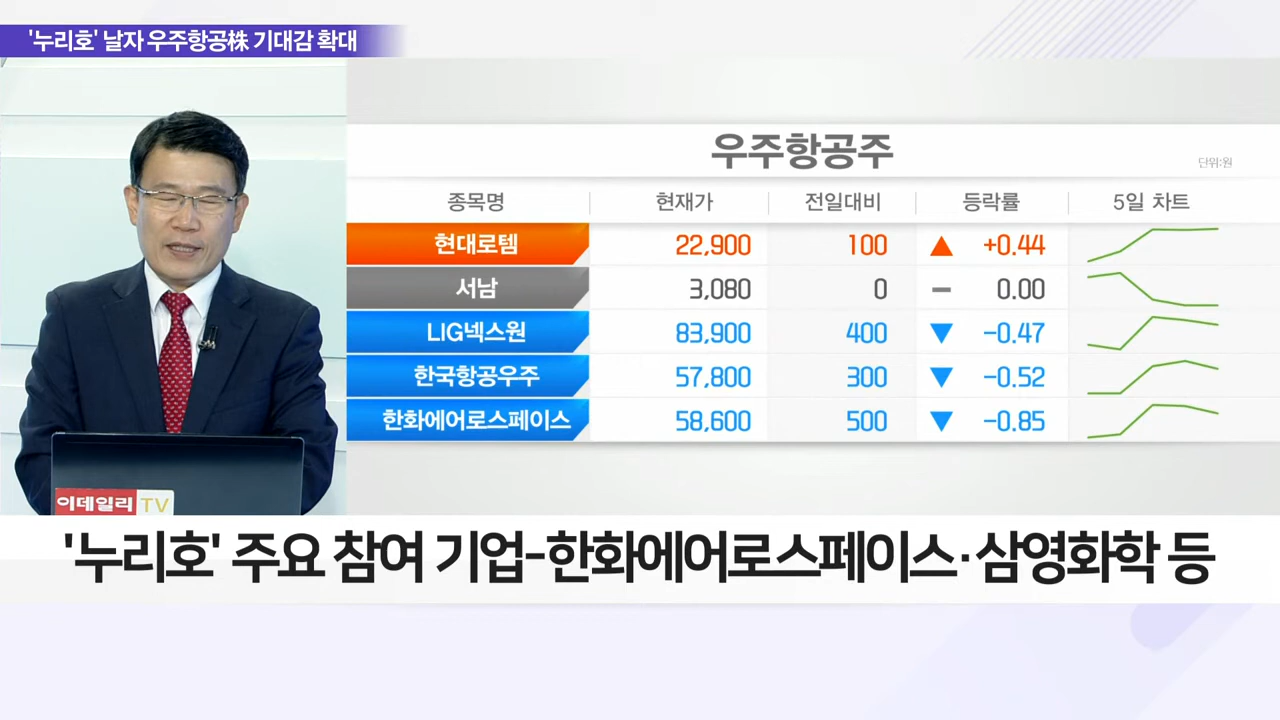 '누리호' 날자 우주항공株 기대감 확대
우주항공주
단위:원
종목명 현재가 전일대비 등락률 5일 차트
현대로템 22,900 100 ▲ +0.44
서남 3,080 0 - 0.00
LIG넥스원 83,900 400 ▼ -0.47
한국항공우주 57,800 300 ▼ -0.52
한화에어로스페이스 58,600 500 ▼ -0.85
이데일리 TV
'누리호' 주요 참여 기업-한화에어로스페이스·삼영화학 등